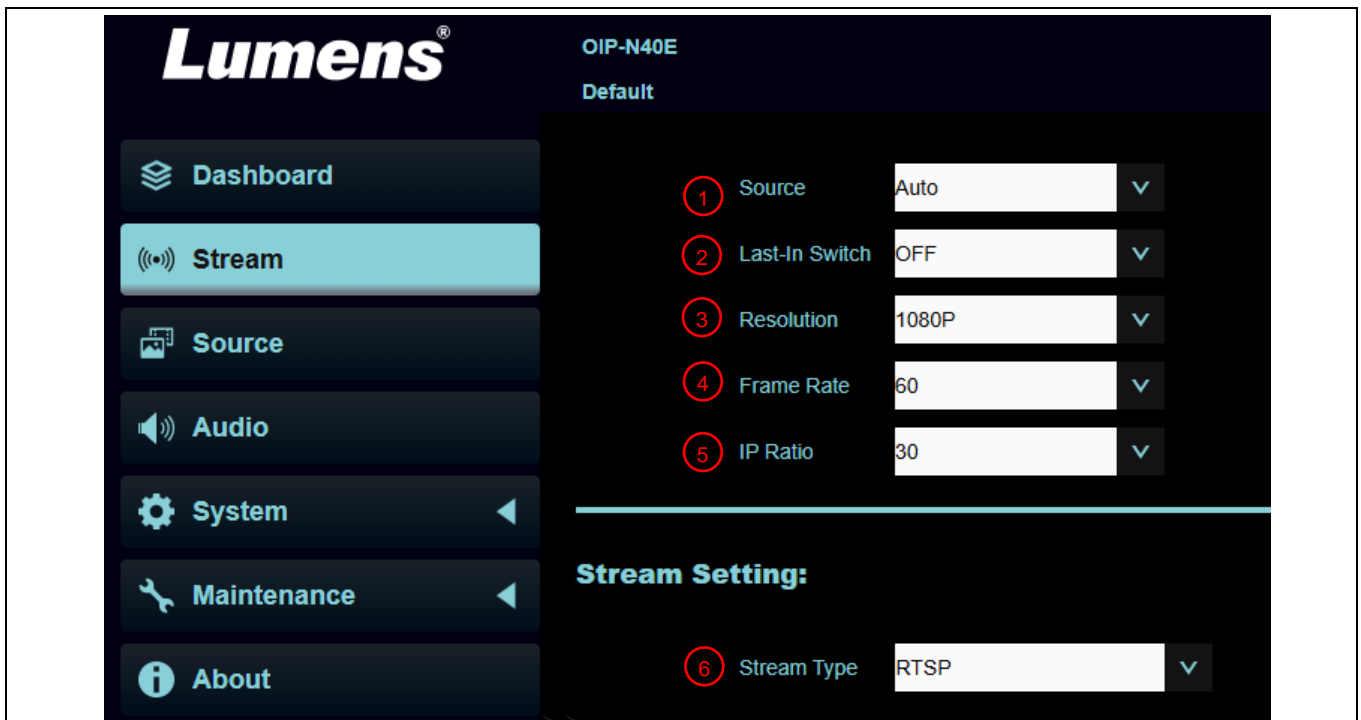 Lumens®
OIP-N40E
Default
Dashboard
Stream
Source
Audio
System
Maintenance
About
1 Source Auto
2 Last-In Switch OFF
3 Resolution 1080P
4 Frame Rate 60
5 IP Ratio 30
Stream Setting:
6 Stream Type RTSP